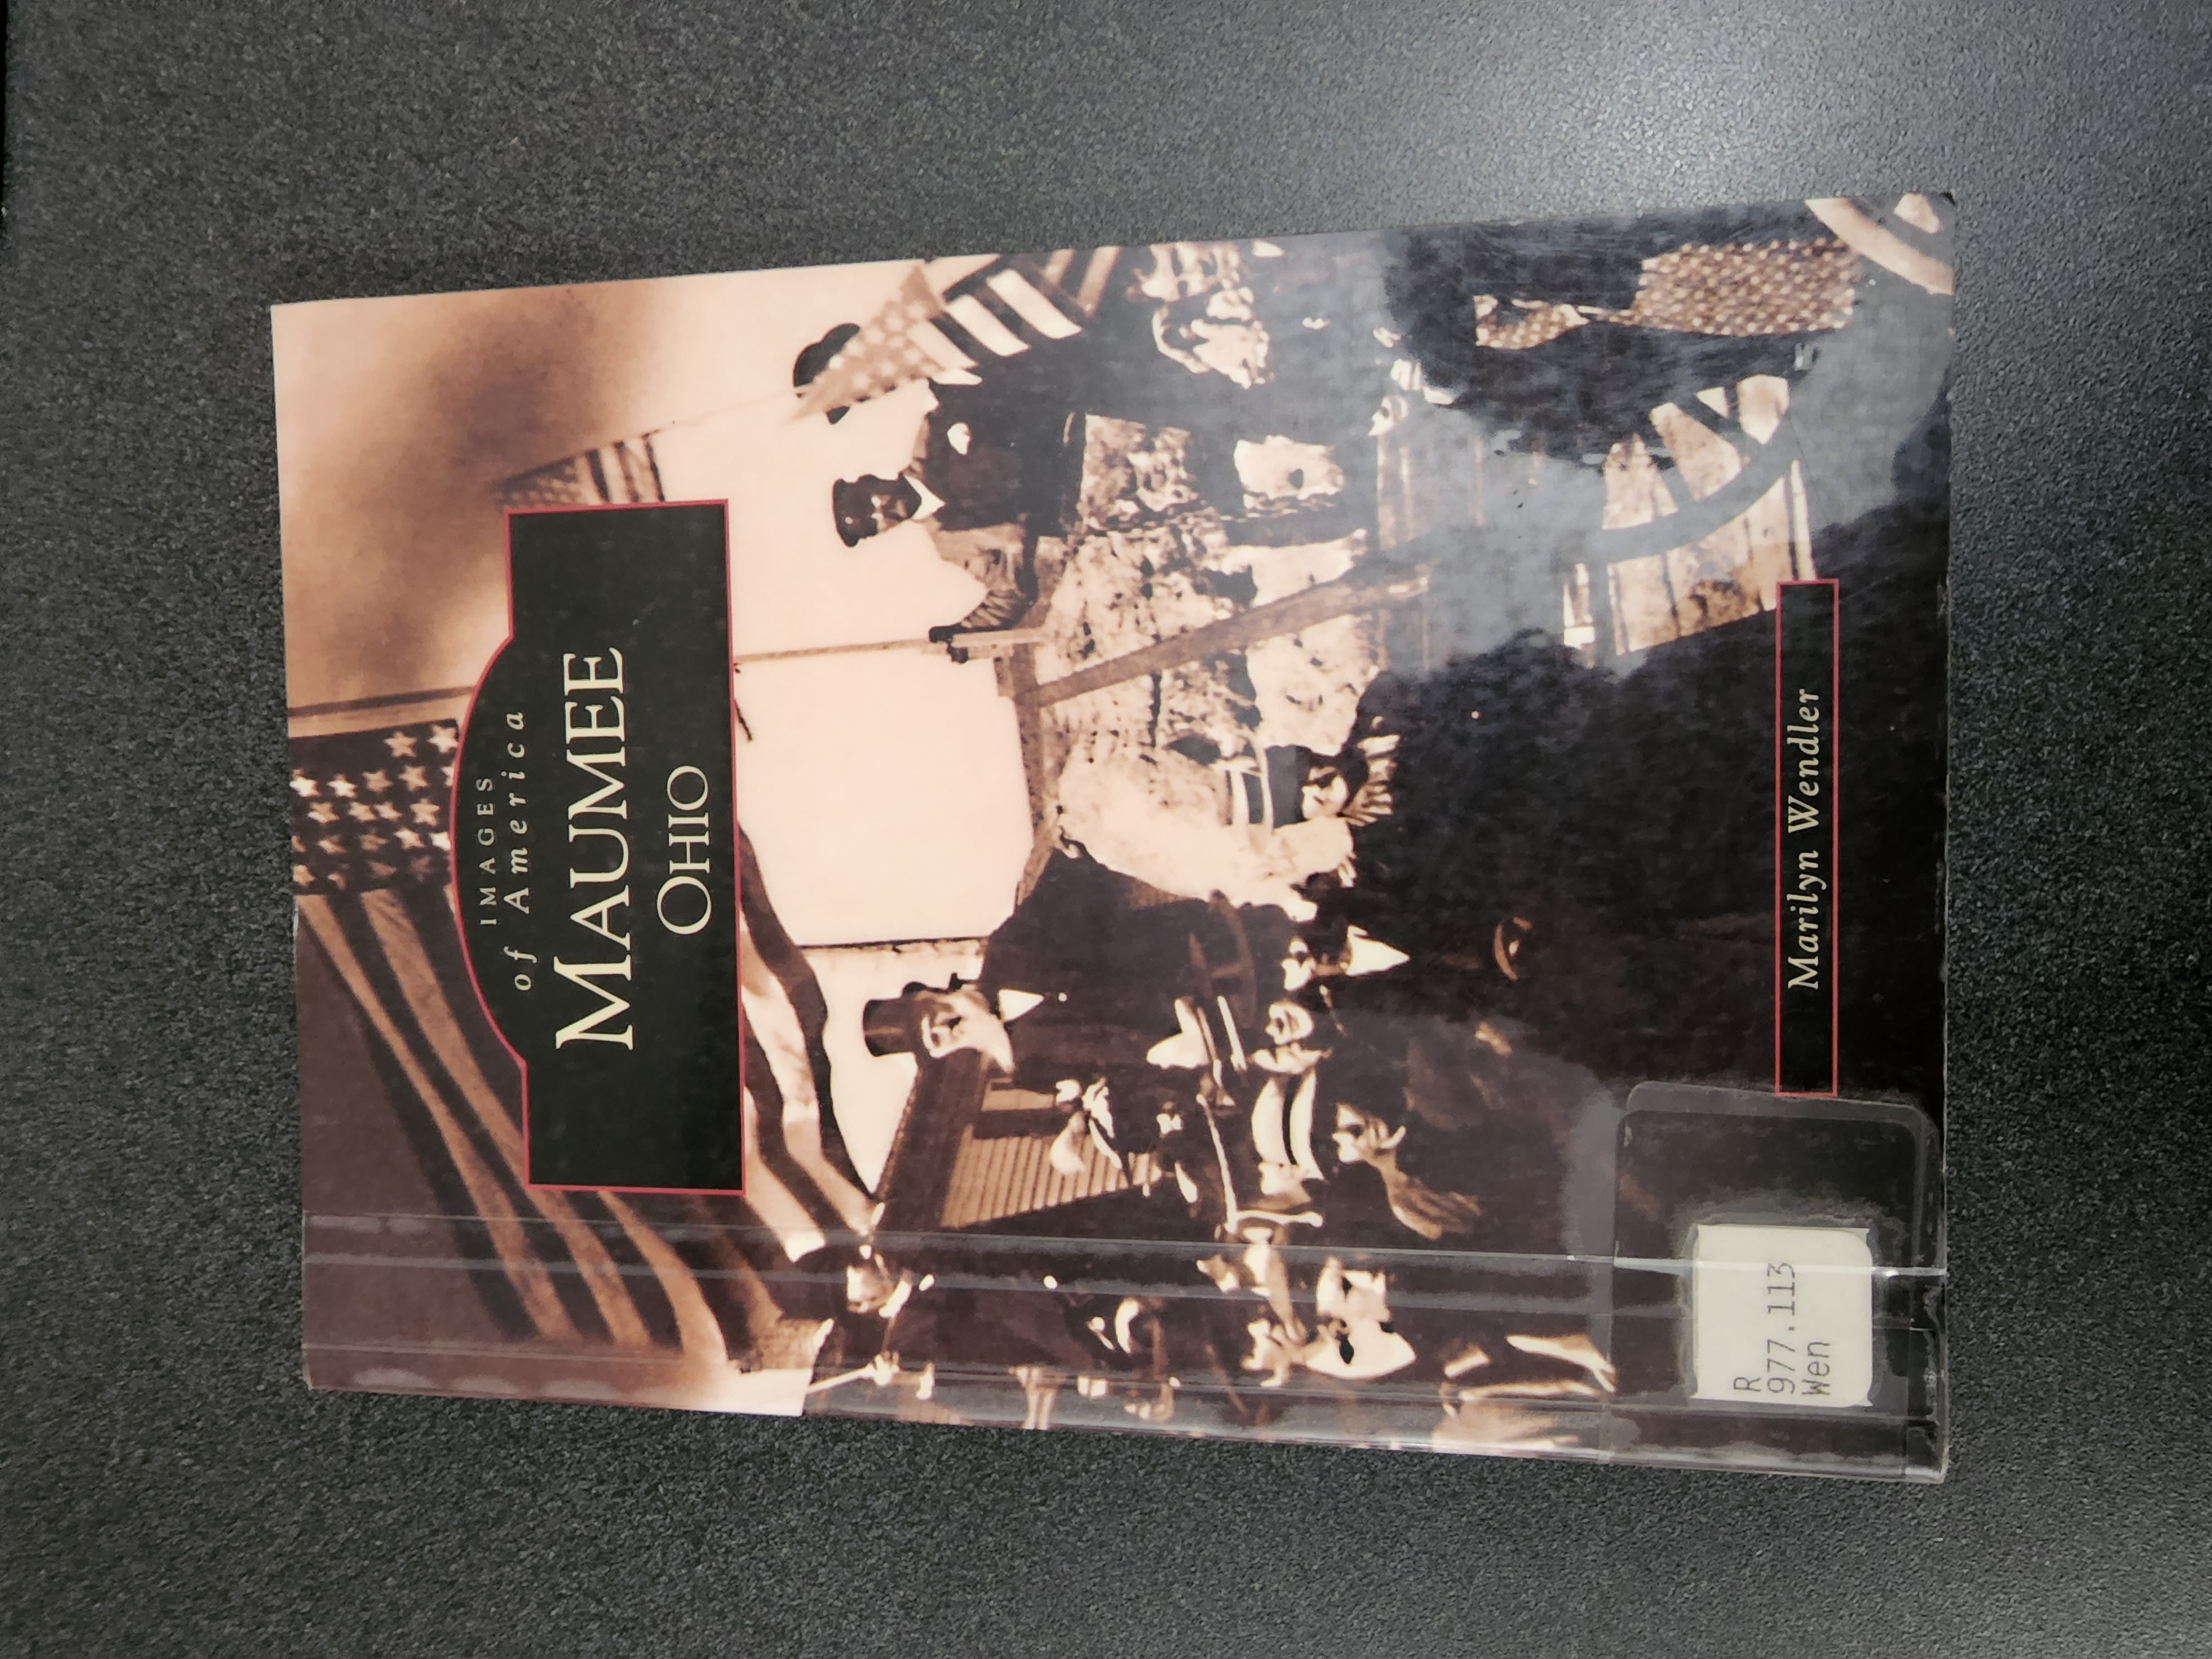 IMAGES
of America
MAUMEE
OHIO
Marilyn Wendler
R
977.113
Wen